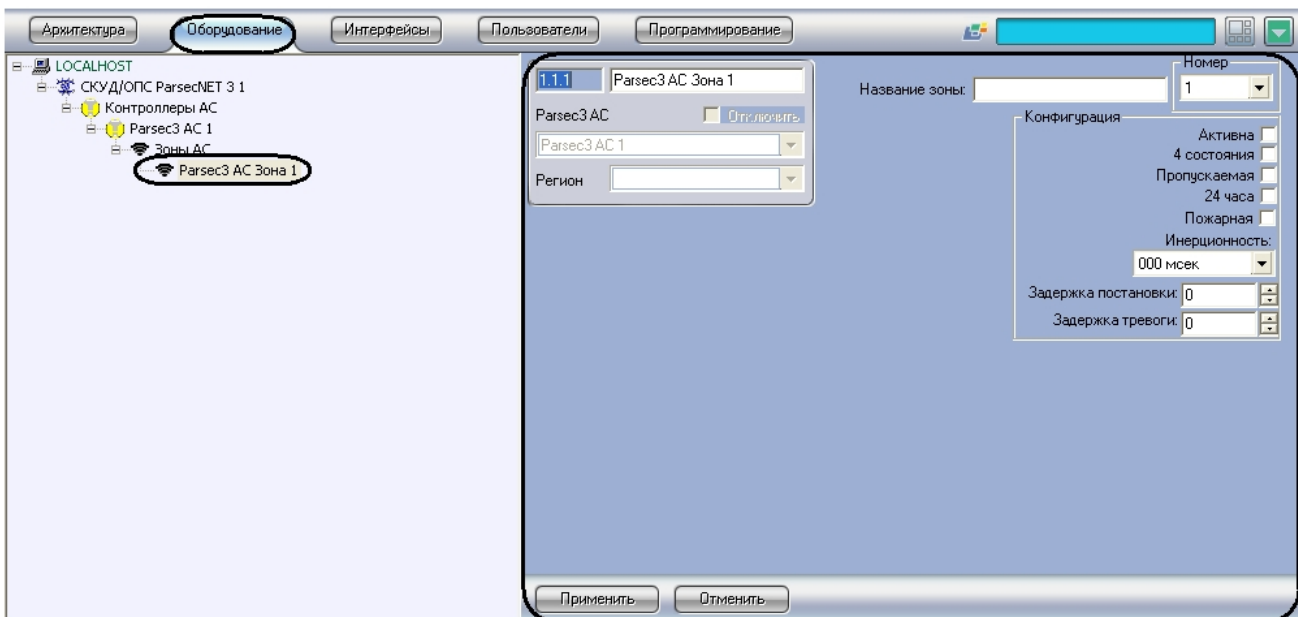 Архитектура Оборудование Интерфейсы Пользователи Программирование
LOCALHOST
СКУД/ОПС ParsecNET 3 1
Контроллеры AC
Parsec3 AC 1
Зоны AC
Parsec3 AC Зона 1
1.1.1 Parsec3 AC Зона 1
Parsec3 AC Отключить
Parsec3 AC 1
Регион
Название зоны:
Номер
1
Конфигурация
Активна
4 состояния
Пропускаемая
24 часа
Пожарная
Инерционность:
000 мсек
Задержка постановки: 0
Задержка тревоги: 0
Применить Отменить